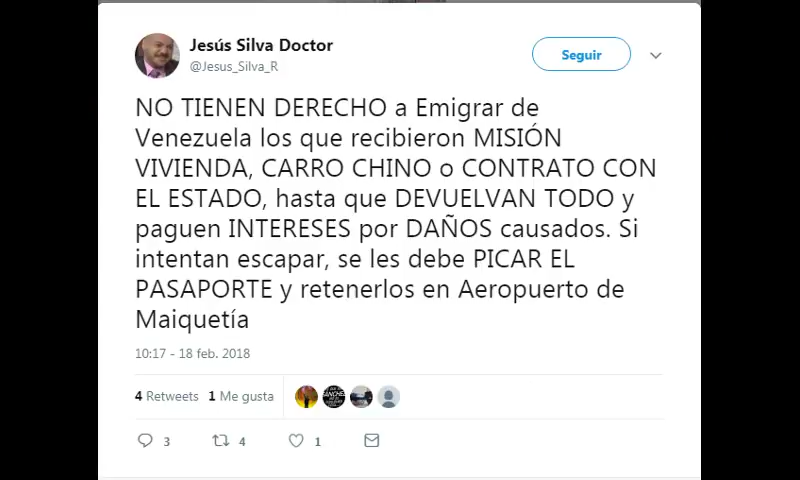 Jesús Silva Doctor
@Jesus_Silva_R
Seguir
NO TIENEN DERECHO a Emigrar de
Venezuela los que recibieron MISIÓN
VIVIENDA, CARRO CHINO o CONTRATO CON
EL ESTADO, hasta que DEVUELVAN TODO y
paguen INTERESES por DAÑOS causados. Si
intentan escapar, se les debe PICAR EL
PASAPORTE y retenerlos en Aeropuerto de
Maiquetía
10:17 - 18 feb. 2018
4 Retweets 1 Me gusta
3 4 1